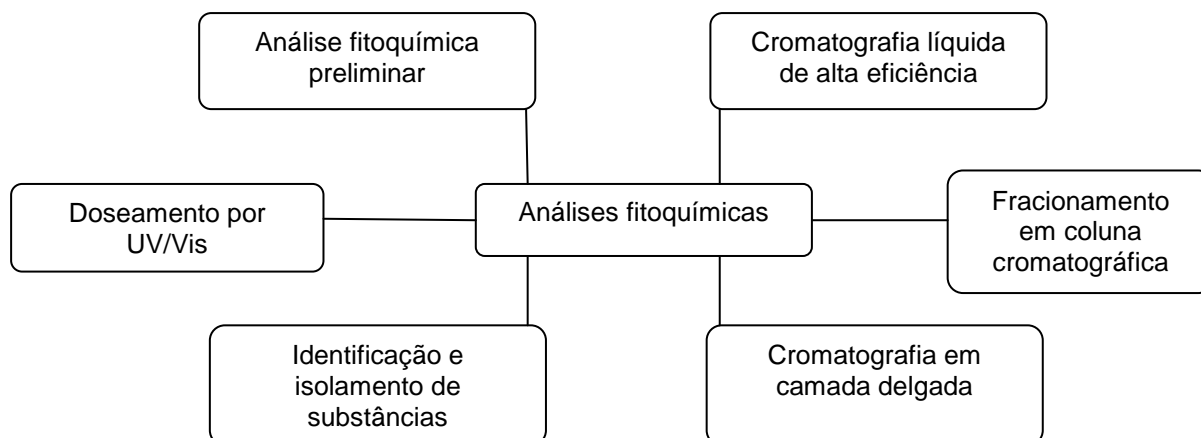 Análise fitoquímica
preliminar
Cromatografia líquida
de alta eficiência
Doseamento por
UV/Vis
Análises fitoquímicas
Fracionamento
em coluna
cromatográfica
Identificação e
isolamento de
substâncias
Cromatografia em
camada delgada